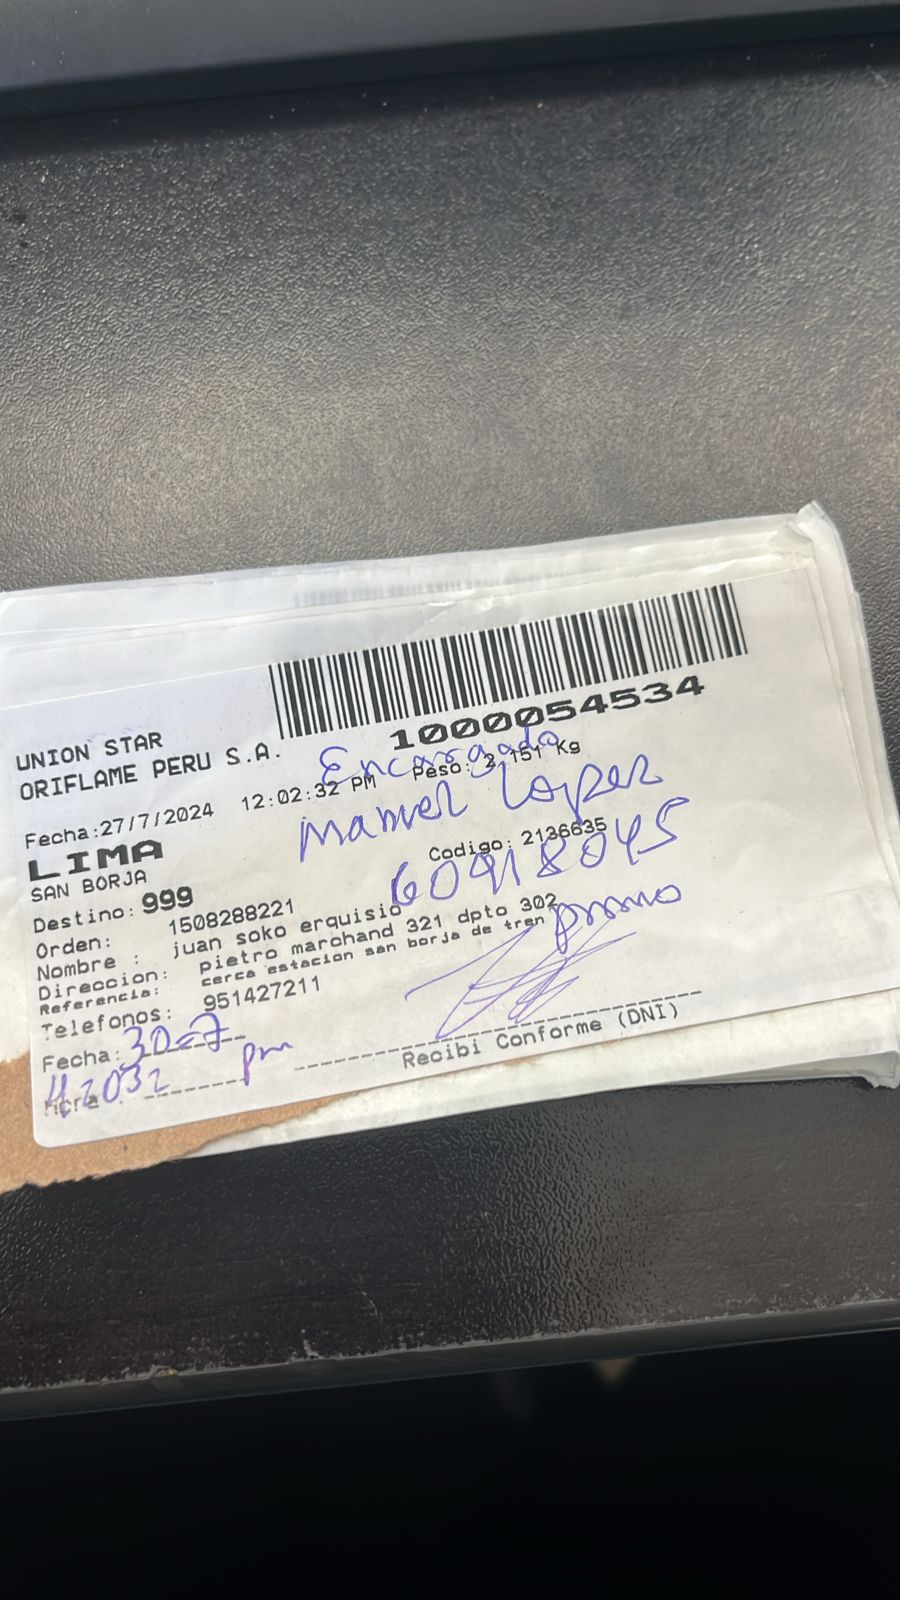 1000054534
UNION STAR
ORIFLAME PERU S.A.
Encargado
Fecha:27/7/2024 12:02:32 PM Peso: 2,151 Kg
Manuel Lopez
LIMA
SAN BORJA
Codigo: 2136635
Destino: 999
60918045
Orden: 1508288221
Nombre : juan soko erquisio
Direccion: pietro marchand 321 dpto 302
Referencia: cerca estacion san borja de tren
Telefonos: 951427211
Fecha: 30-7
Hora :
pm
Recibi Conforme (DNI)